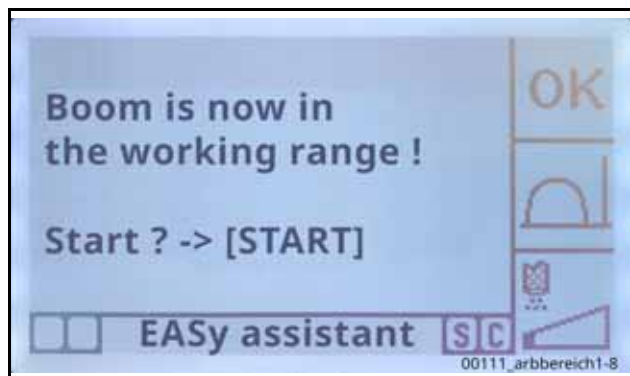 Boom is now in
the working range !
Start ? -> [START]
OK
EASy assistant
S C
00111_arbbereich1-8